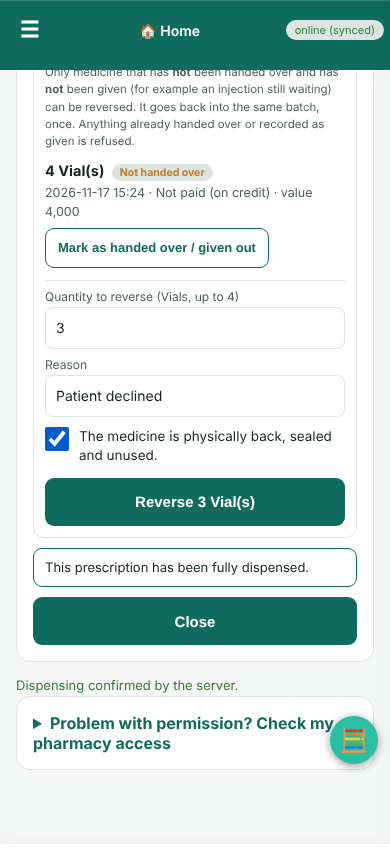 ☰
🏠 Home
online (synced)
Only medicine that has not been handed over and has
not been given (for example an injection still waiting)
can be reversed. It goes back into the same batch,
once. Anything already handed over or recorded as
given is refused.
4 Vial(s) Not handed over
2026-11-17 15:24 · Not paid (on credit) · value
4,000
Mark as handed over / given out
Quantity to reverse (Vials, up to 4)
3
Reason
Patient declined
The medicine is physically back, sealed
and unused.
Reverse 3 Vial(s)
This prescription has been fully dispensed.
Close
Dispensing confirmed by the server.
Problem with permission? Check my
pharmacy access